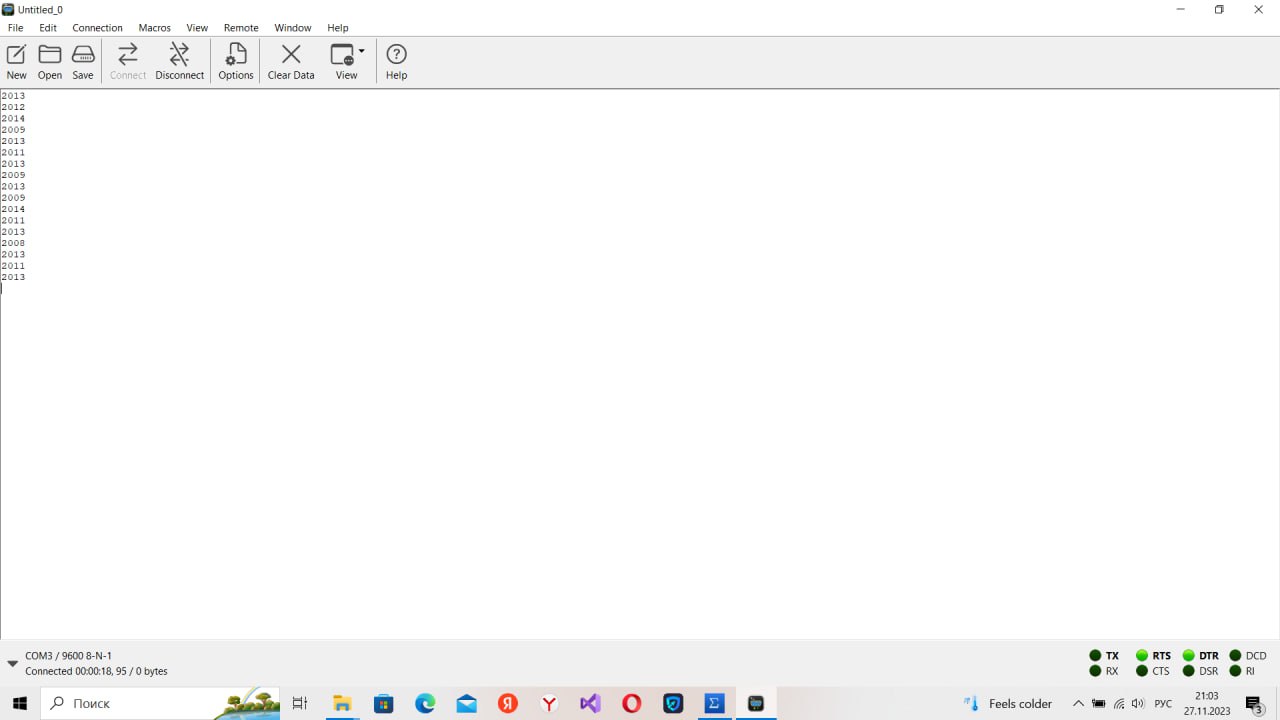 Untitled_0
File Edit Connection Macros View Remote Window Help
New Open Save Connect Disconnect Options Clear Data View Help
2013
2012
2014
2009
2013
2011
2013
2009
2013
2009
2014
2011
2013
2008
2013
2011
2013
COM3 / 9600 8-N-1
Connected 00:00:18, 95 / 0 bytes
TX RTS DTR DCD
RX CTS DSR RI
Поиск
Feels colder
РУС
21:03
27.11.2023
3